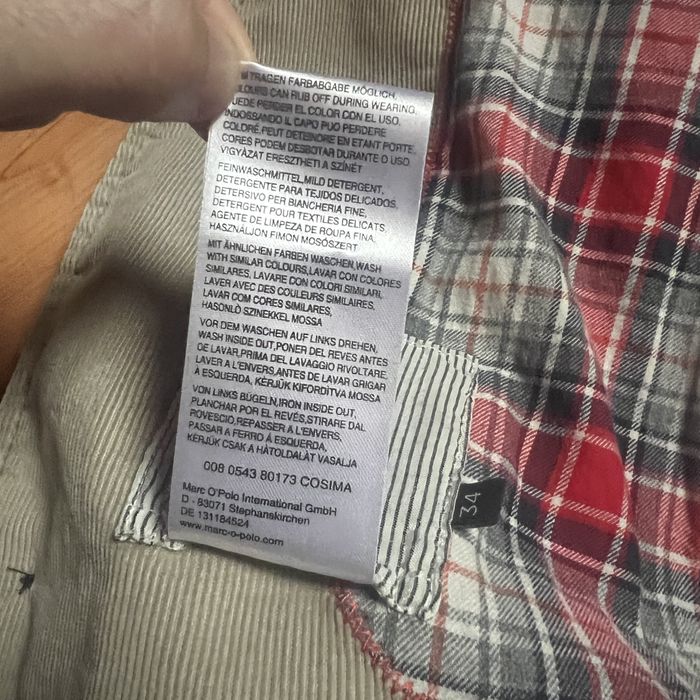 TRAGEN FARBABGABE MÖGLICH,
COLOURS CAN RUB OFF DURING WEARING,
PUEDE PERDER EL COLOR CON EL USO,
INDOSSANDO IL CAPO PUO PERDERE
COLORE,PEUT DETEINDRE EN ETANT PORTE,
CORES PODEM DESBOTAR DURANTE O USO
VIGYÁZAT ERESZTHETI A SZÍNÉT
FEINWASCHMITTEL,MILD DETERGENT,
DETERGENTE PARA TEJIDOS DELICADOS,
DETERSIVO PER BIANCHERIA FINE,
DETERGENT POUR TEXTILES DELICATS,
AGENTE DE LIMPEZA DE ROUPA FINA,
HASZNÁLJON FIMON MOSÓSZERT
MIT ÄHNLICHEN FARBEN WASCHEN,WASH
WITH SIMILAR COLOURS,LAVAR CON COLORES
SIMILARES, LAVARE CON COLORI SIMILARI,
LAVER AVEC DES COULEURS SIMILAIRES,
LAVAR COM CORES SIMILARES,
HASONLÓ SZINEKKEL MOSSA
VOR DEM WASCHEN AUF LINKS DREHEN,
WASH INSIDE OUT,PONER DEL REVES ANTES
DE LAVAR,PRIMA DEL LAVAGGIO RIVOLTARE,
LAVER A L'ENVERS,ANTES DE LAVAR GRIGAR
À ESQUERDA, KÉRJÜK KIFORDÍTVA MOSSA
VON LINKS BÜGELN,IRON INSIDE OUT,
PLANCHAR POR EL REVÉS,STIRARE DAL
ROVESCIO,REPASSER A L'ENVERS,
PASSAR A FERRO À ESQUERDA,
KÉRJÜK CSAK A HÁTOLDALÁT VASALJA
008 0543 80173 COSIMA
Marc O'Polo International GmbH
D - 83071 Stephanskirchen
DE 131184524
www.marc-o-polo.com
34